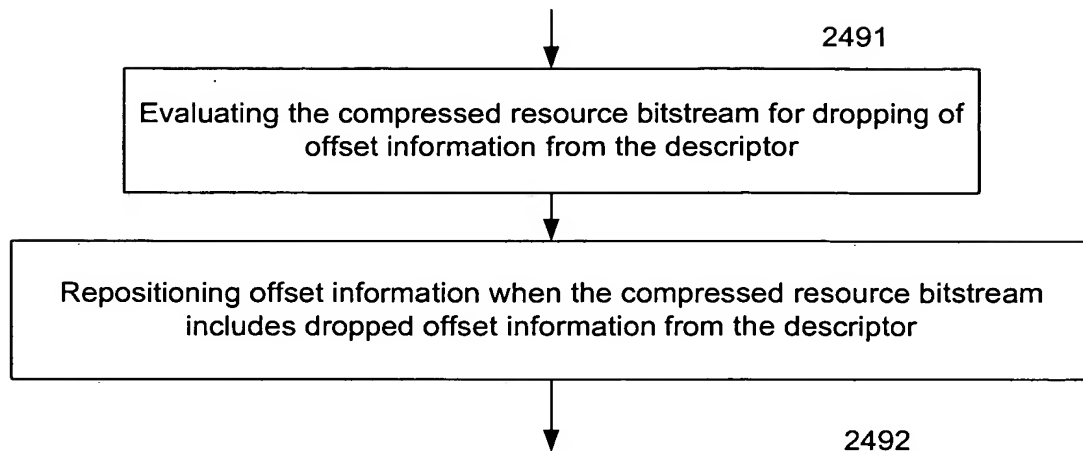 2491
Evaluating the compressed resource bitstream for dropping of
offset information from the descriptor
Repositioning offset information when the compressed resource bitstream
includes dropped offset information from the descriptor
2492